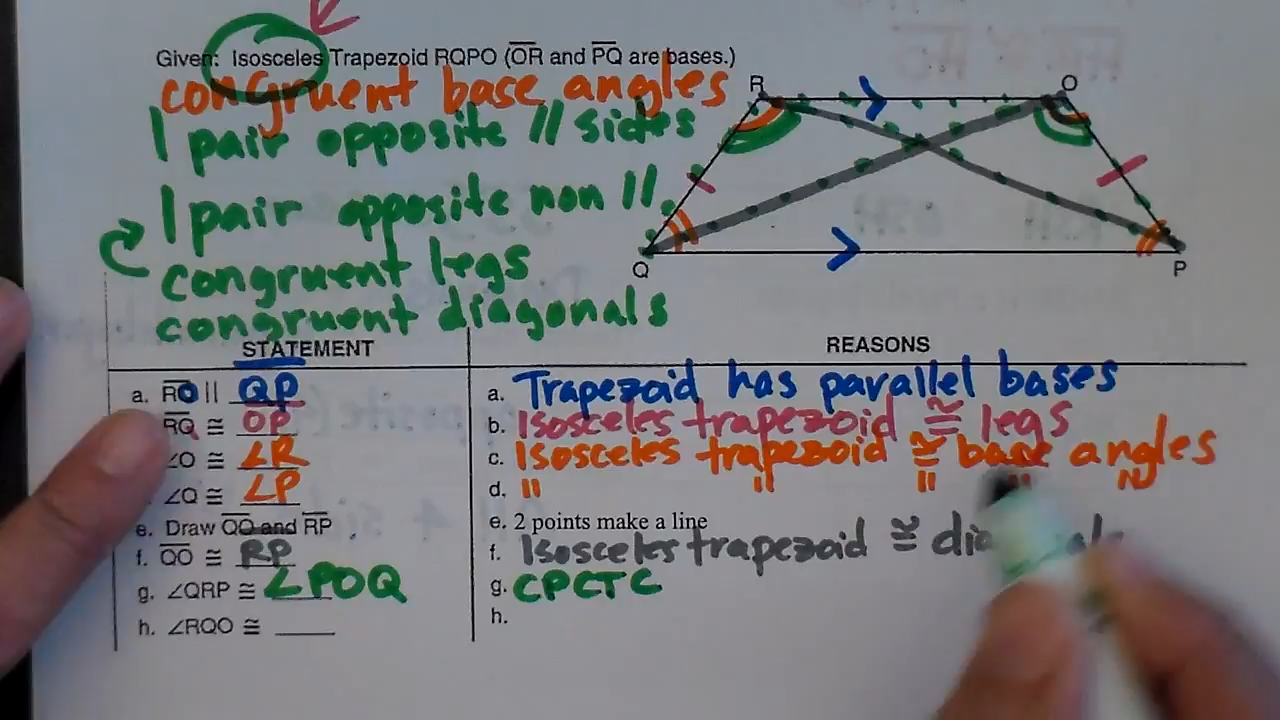 Given: Isosceles Trapezoid RQPO (OR and PQ are bases.)
congruent base angles
1 pair opposite // sides
1 pair opposite non //.
congruent legs
congruent diagonals
R
O
Q
P
STATEMENT
REASONS
a. RO || QP
a. Trapezoid has parallel bases
RQ ≅ OP
b. Isosceles trapezoid ≅ legs
∠O ≅ ∠R
c. Isosceles trapezoid ≅ base angles
∠Q ≅ ∠P
d. " " " " "
e. Draw QO and RP
e. 2 points make a line
f. QO ≅ RP
f. Isosceles trapezoid ≅
g. ∠QRP ≅ ∠POQ
g. CPCTC
h. ∠RQO ≅ ____
h.